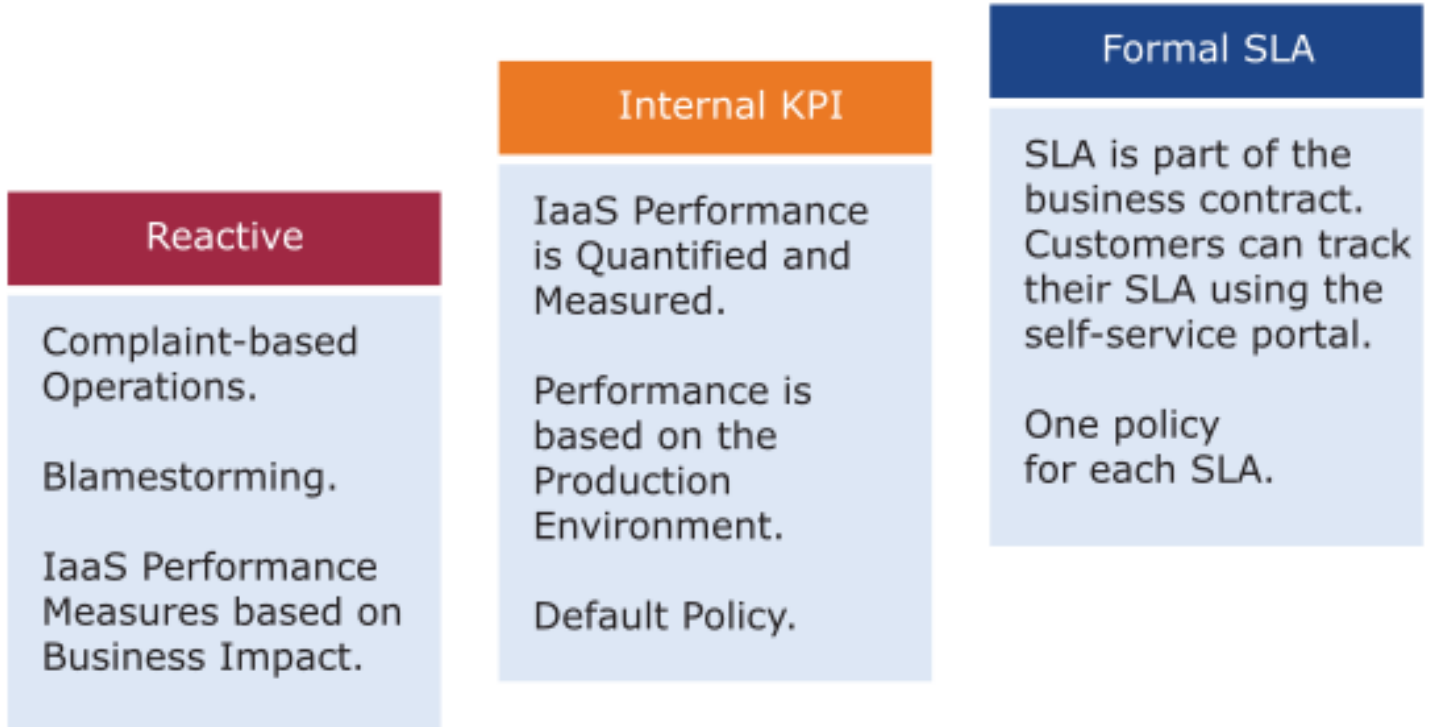 Reactive
Complaint-based
Operations.
Blamestorming.
IaaS Performance
Measures based on
Business Impact.
Internal KPI
IaaS Performance
is Quantified and
Measured.
Performance is
based on the
Production
Environment.
Default Policy.
Formal SLA
SLA is part of the
business contract.
Customers can track
their SLA using the
self-service portal.
One policy
for each SLA.